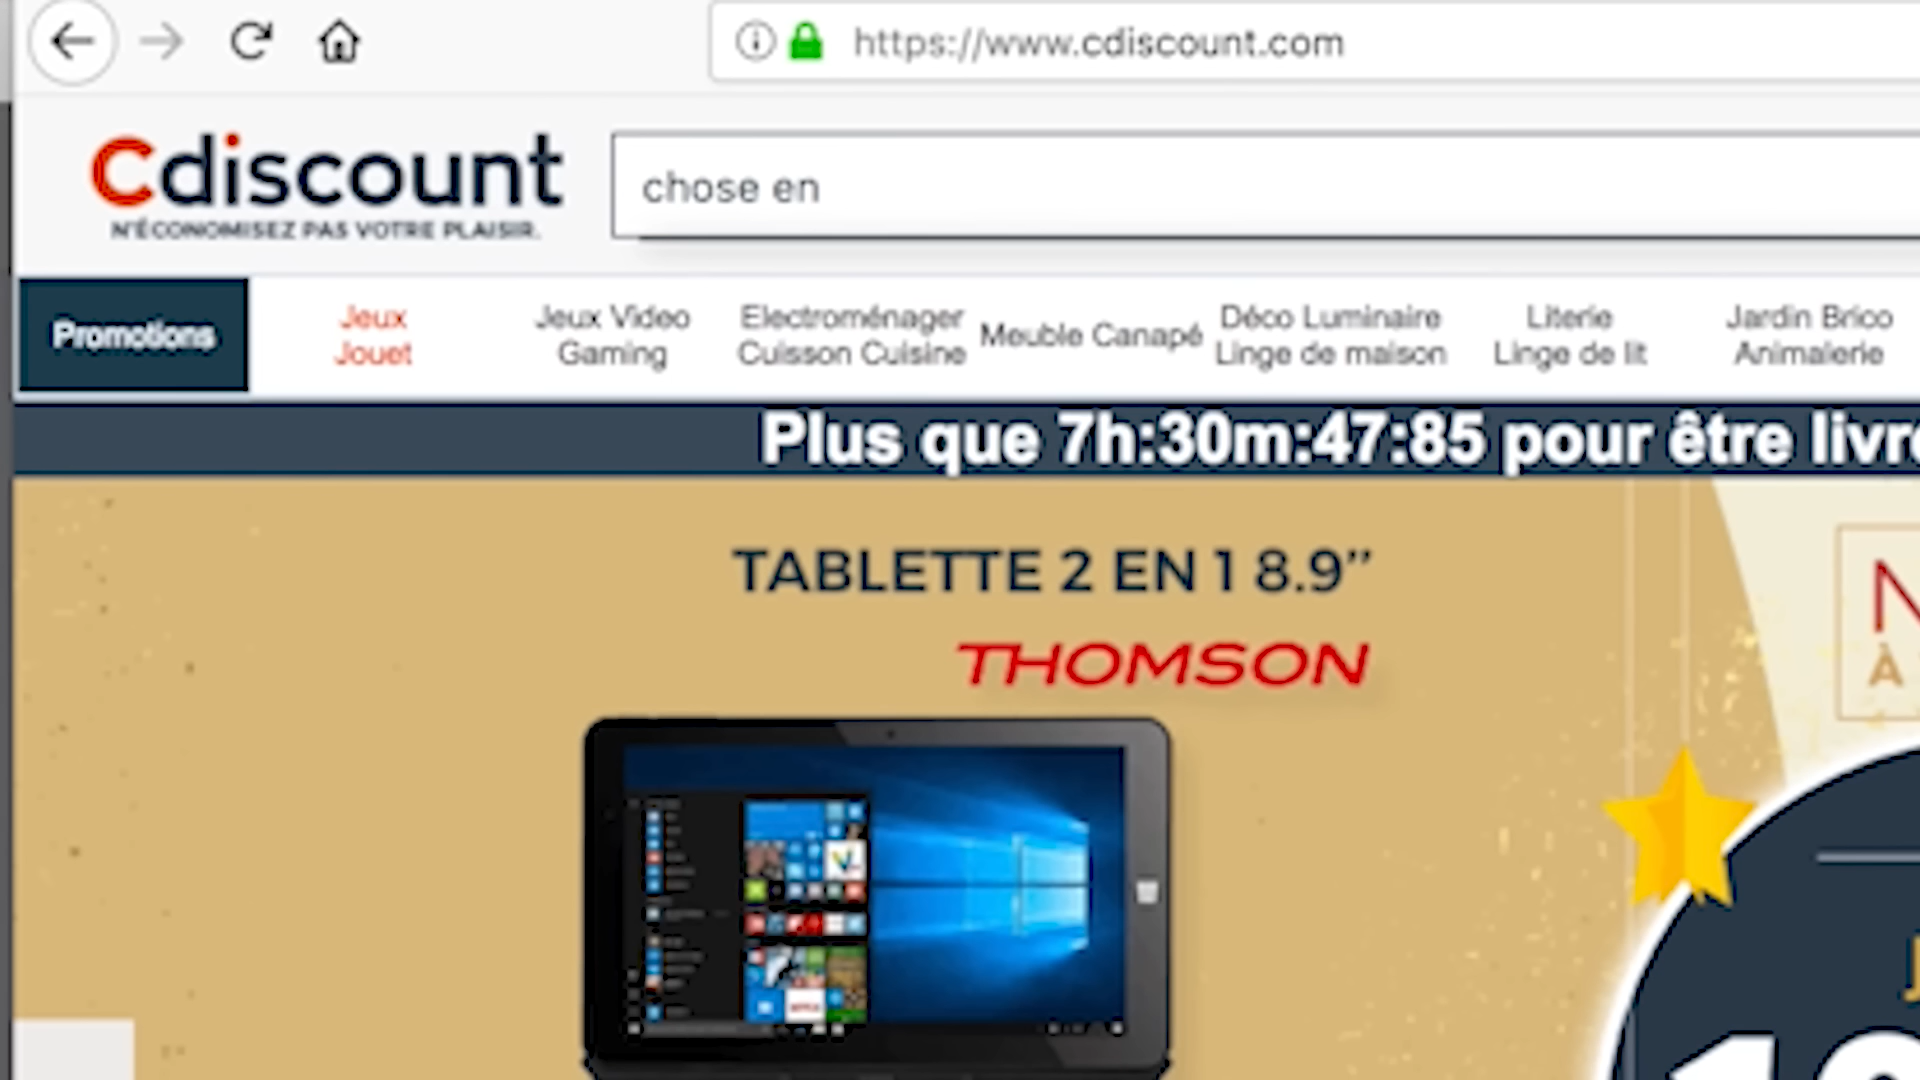 https://www.cdiscount.com
Cdiscount
N'ÉCONOMISEZ PAS VOTRE PLAISIR.
chose en
Promotions
Jeux
Jouet
Jeux Video
Gaming
Electroménager
Cuisson Cuisine
Meuble Canapé
Déco Luminaire
Linge de maison
Literie
Linge de lit
Jardin Brico
Animalerie
Plus que 7h:30m:47:85 pour être
TABLETTE 2 EN 1 8.9”
THOMSON
À